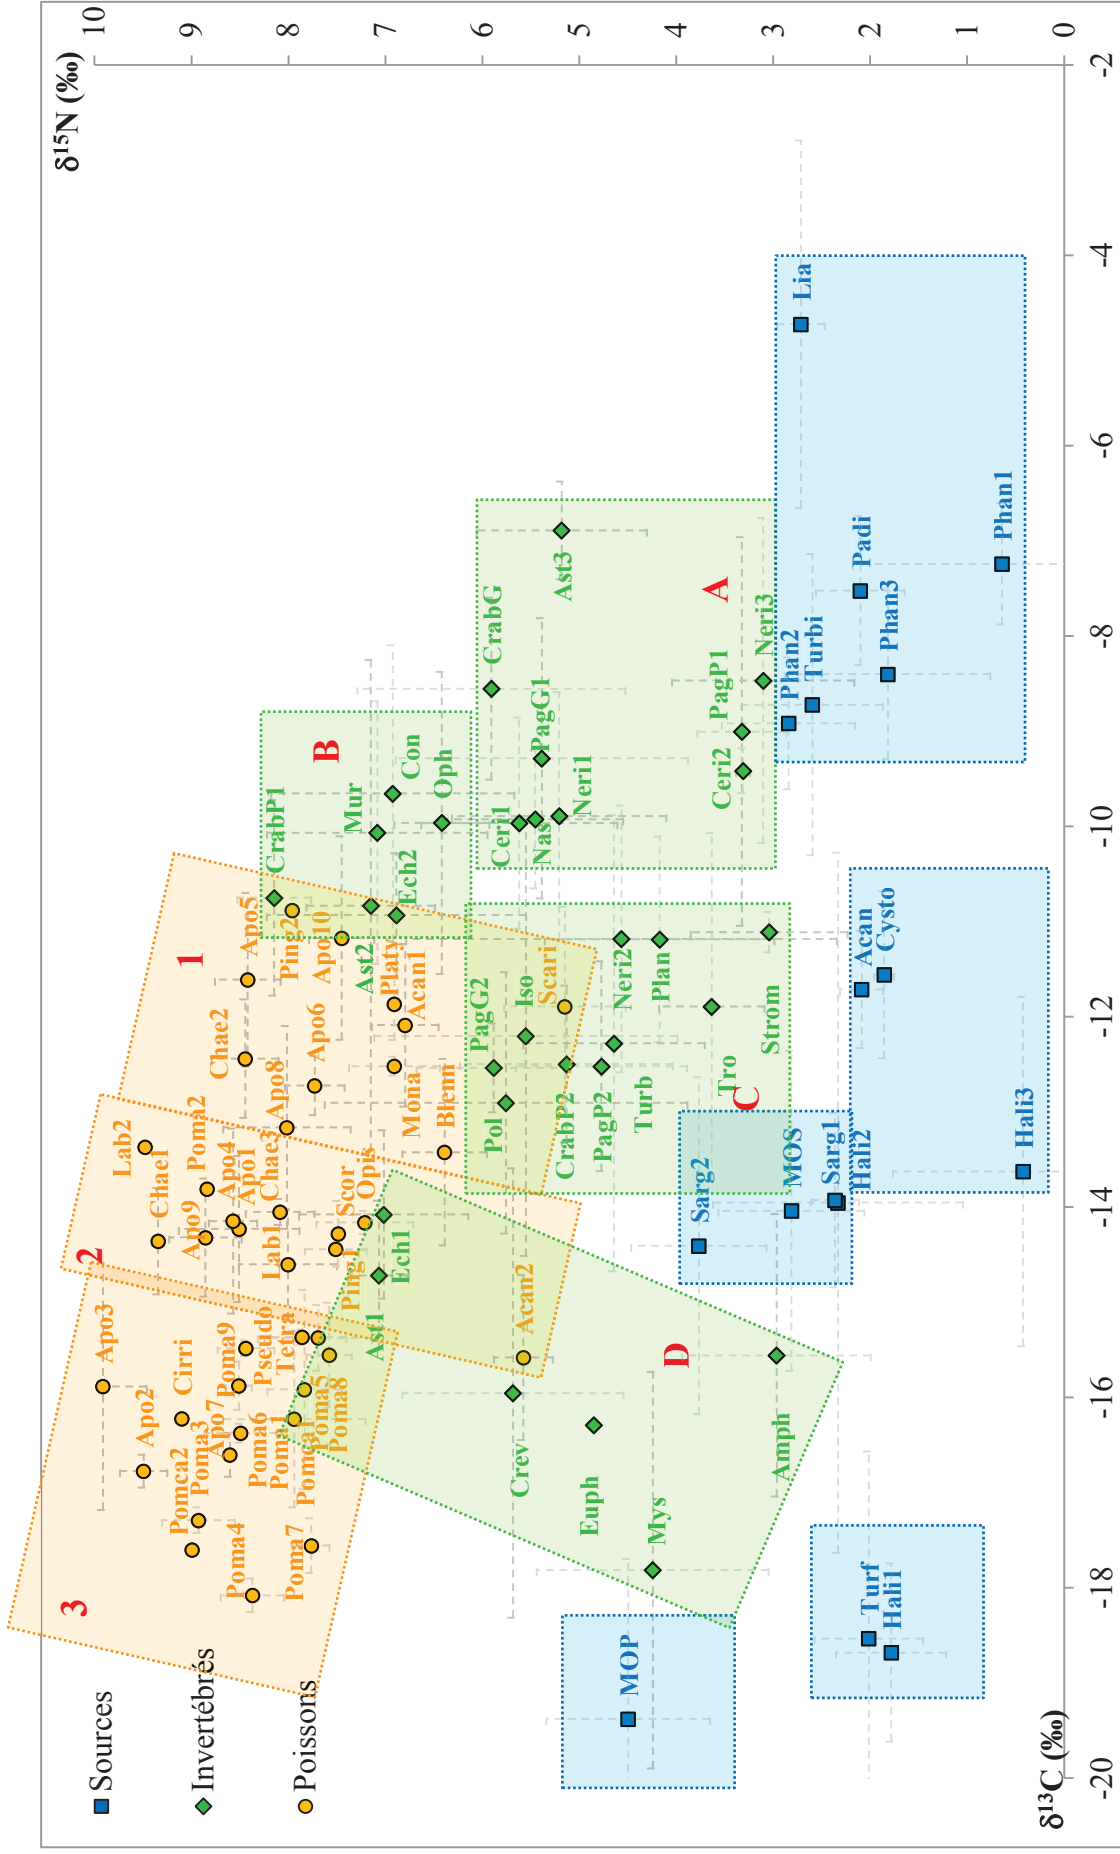 δ¹⁵N (‰)
10
9
8
7
6
5
4
3
2
1
0
-2
-4
-6
-8
-10
-12
-14
-16
-18
-20
δ¹³C (‰)
Sources
Invertébrés
Poissons
3
2
1
B
A
C
D
Apo3
Apo2
Cirri
Pomca2
Poma3
Apo7
Poma9
Pseudo
Tetra
Poma6
Poma1
Pomca1
Poma5
Poma8
Poma4
Poma7
Lab2
Chae1
Poma2
Apo9
Apo4
Apo1
Chae3
Lab1
Scor
Opis
Ping1
Acan2
Chae2
Apo5
Ping2
Apo10
Apo6
Apo8
Platy
Acan1
Mona
Blem
Scari
CrabP1
Mur
Con
Oph
Ast2
Ech2
CrabG
Ast3
PagG1
Ceri1
Nas
Neri1
Ceri2
PagP1
Neri3
PagG2
Iso
Pol
CrabP2
PagP2
Turb
Neri2
Plan
Tro
Strom
Ast1
Ech1
Crev
Euph
Mys
Amph
MOP
Turf
Hali1
Sarg2
MOS
Sarg1
Hali2
Acan
Cysto
Hali3
Phan2
Turbi
Padi
Phan3
Phan1
Lia